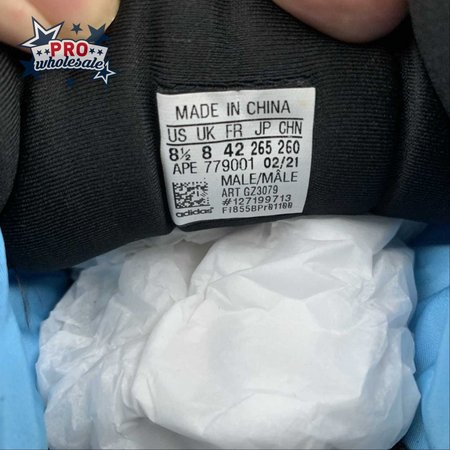 PRO
wholesale
MADE IN CHINA
US UK FR JP CHN
8½ 8 42 265 260
APE 779001 02/21
MALE/MÂLE
ART GZ3079
#127199713
adidas F1855BPr01100